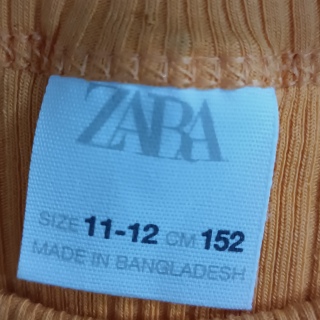 ZARA
SIZE 11-12 CM 152
MADE IN BANGLADESH